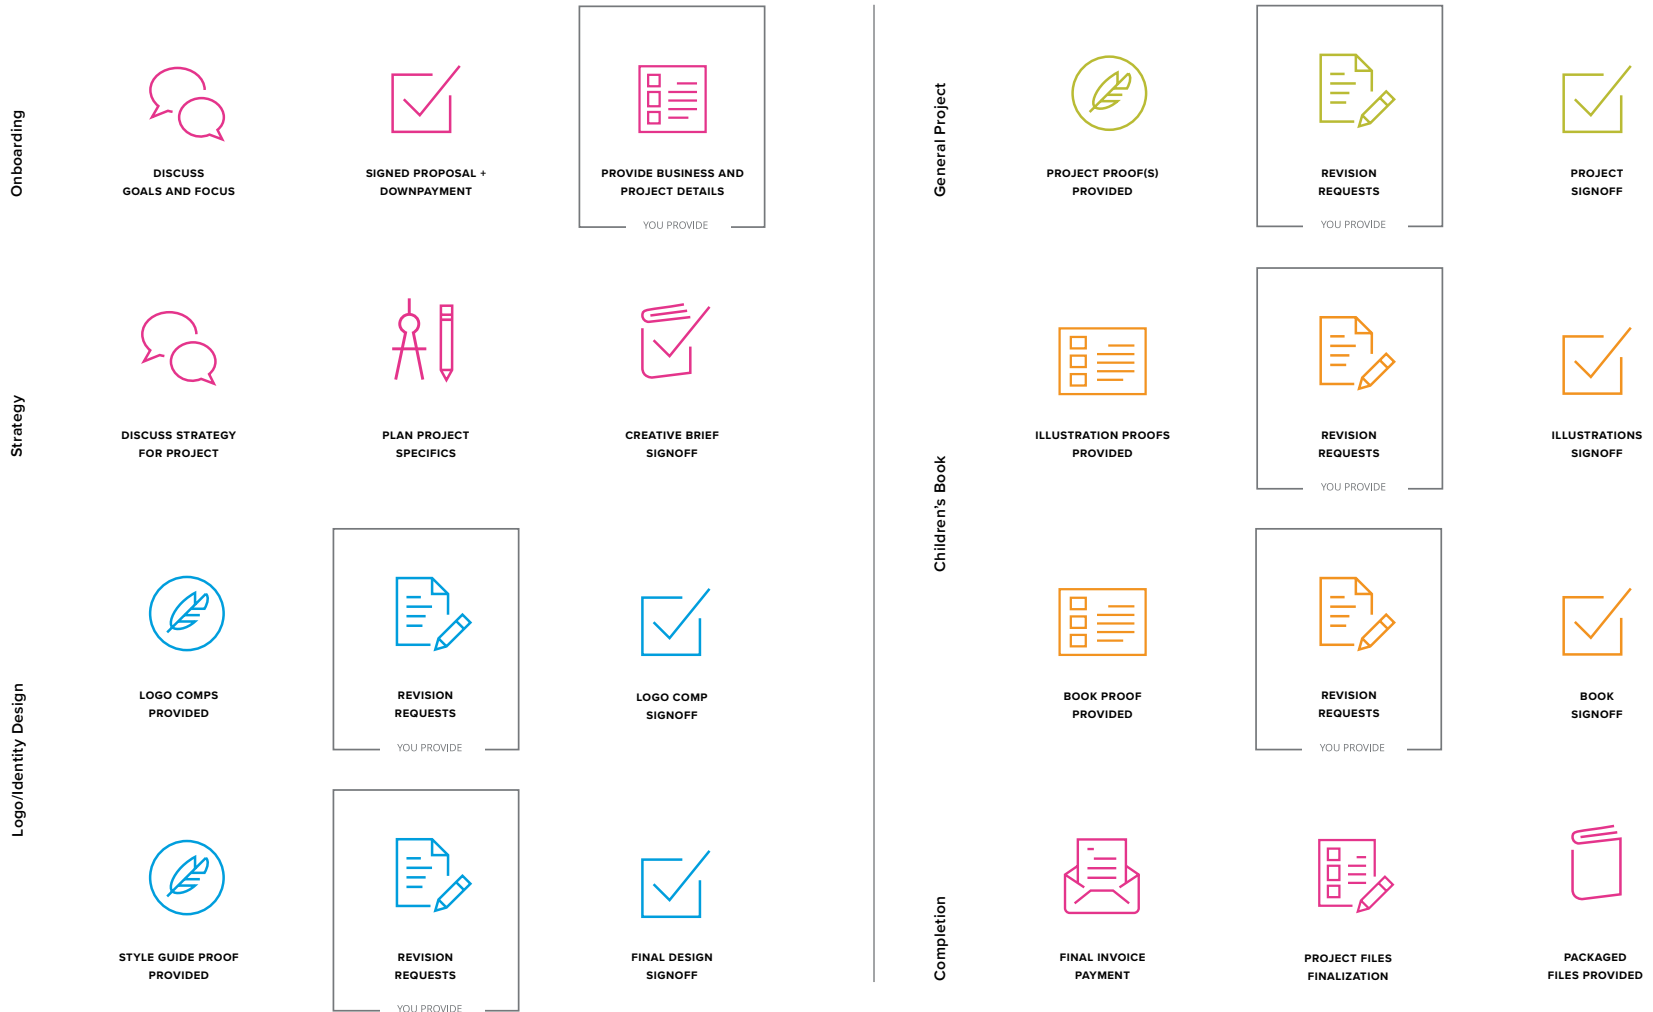 Onboarding
DISCUSS
GOALS AND FOCUS
SIGNED PROPOSAL +
DOWNPAYMENT
PROVIDE BUSINESS AND
PROJECT DETAILS
YOU PROVIDE
Strategy
DISCUSS STRATEGY
FOR PROJECT
PLAN PROJECT
SPECIFICS
CREATIVE BRIEF
SIGNOFF
Logo/Identity Design
LOGO COMPS
PROVIDED
REVISION
REQUESTS
YOU PROVIDE
LOGO COMP
SIGNOFF
STYLE GUIDE PROOF
PROVIDED
REVISION
REQUESTS
YOU PROVIDE
FINAL DESIGN
SIGNOFF
General Project
PROJECT PROOF(S)
PROVIDED
REVISION
REQUESTS
YOU PROVIDE
PROJECT
SIGNOFF
Children's Book
ILLUSTRATION PROOFS
PROVIDED
REVISION
REQUESTS
YOU PROVIDE
ILLUSTRATIONS
SIGNOFF
BOOK PROOF
PROVIDED
REVISION
REQUESTS
YOU PROVIDE
BOOK
SIGNOFF
Completion
FINAL INVOICE
PAYMENT
PROJECT FILES
FINALIZATION
PACKAGED
FILES PROVIDED